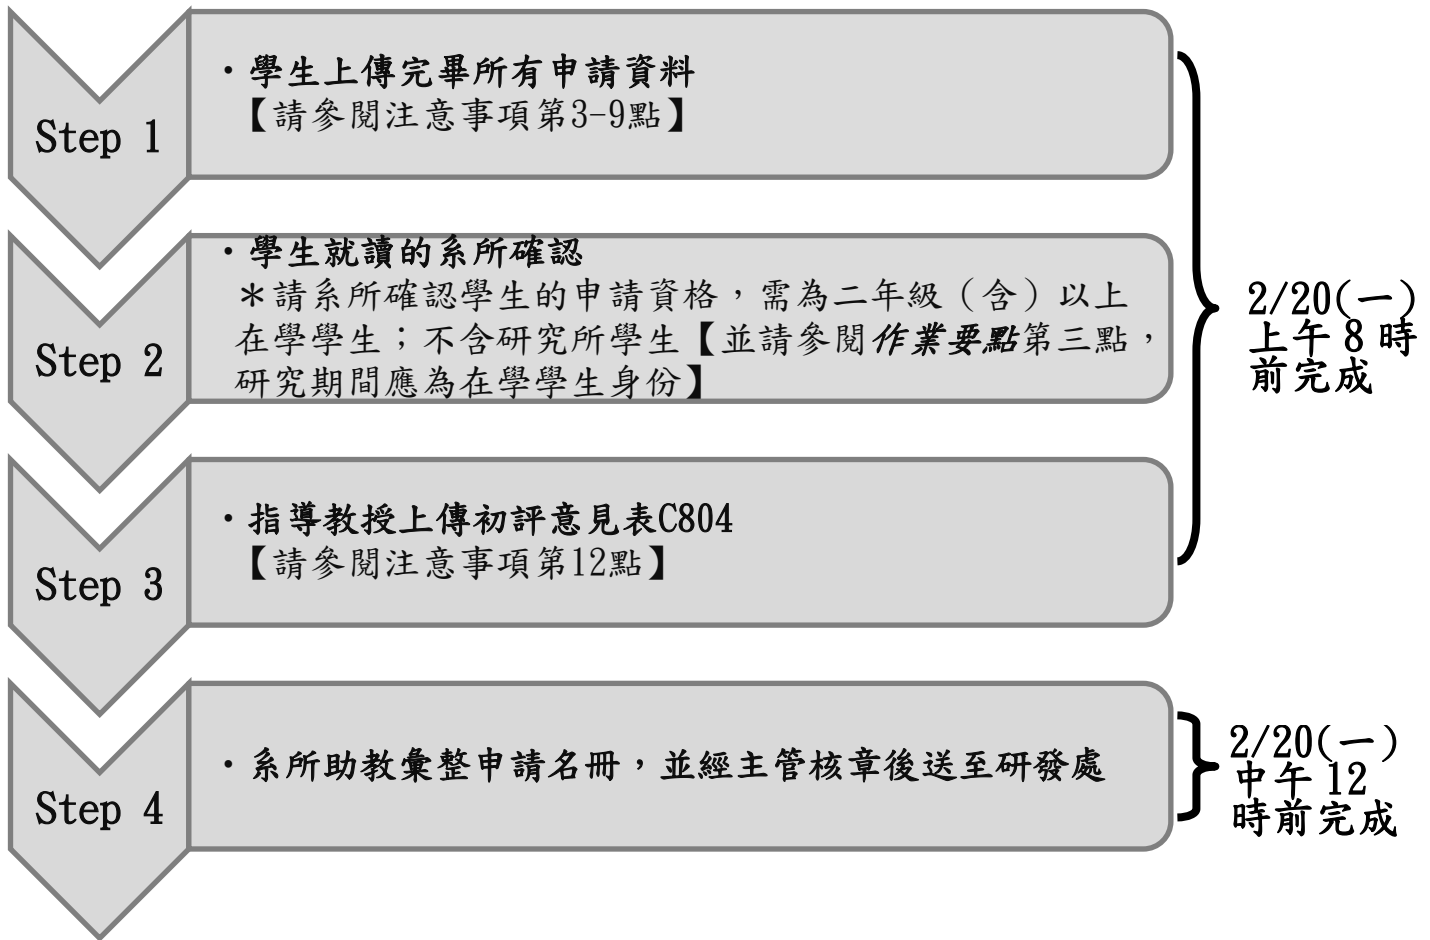 Step 1
・學生上傳完畢所有申請資料
【請參閱注意事項第3-9點】
Step 2
・學生就讀的系所確認
＊請系所確認學生的申請資格，需為二年級（含）以上
在學學生；不含研究所學生【並請參閱作業要點第三點，
研究期間應為在學學生身份】
Step 3
・指導教授上傳初評意見表C804
【請參閱注意事項第12點】
2/20(一)
上午 8 時
前完成
Step 4
・系所助教彙整申請名冊，並經主管核章後送至研發處
2/20(一)
中午 12
時前完成